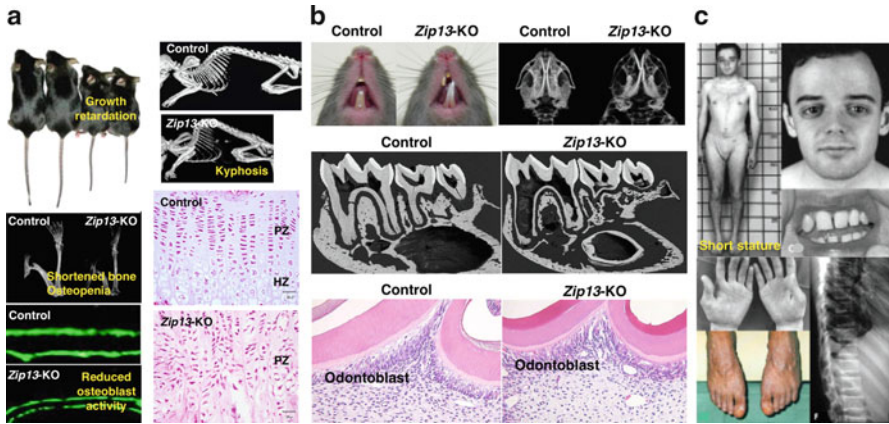 a
Growth
retardation
Control
Zip13-KO
Kyphosis
Control
Zip13-KO
Shortened bone
Osteopenia
Control
Zip13-KO
Reduced
osteoblast
activity
Control
PZ
HZ
Zip13-KO
PZ
b
Control
Zip13-KO
Control
Zip13-KO
Control
Zip13-KO
Control
Zip13-KO
Odontoblast
Odontoblast
c
C
Short stature
F